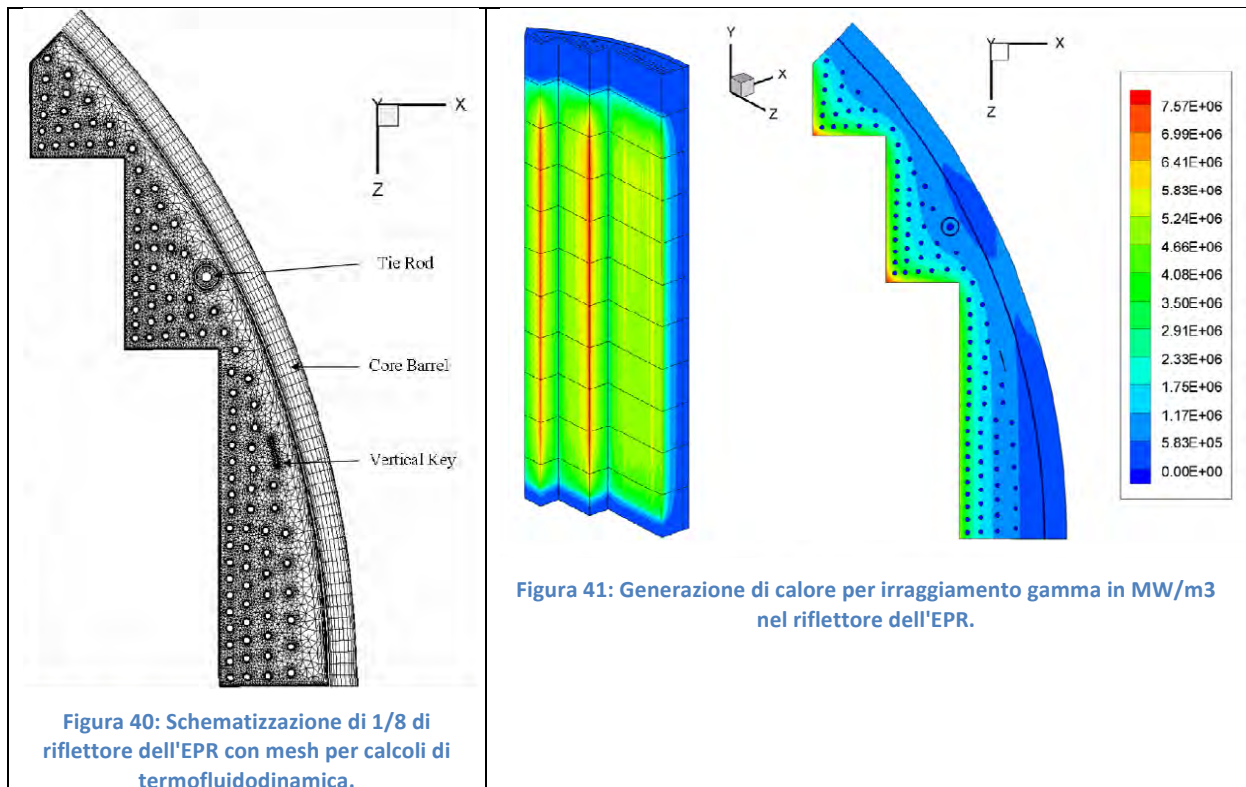 Y X
Z
Tie Rod
Core Barrel
Vertical Key
Figura 40: Schematizzazione di 1/8 di
riflettore dell'EPR con mesh per calcoli di
termofluidodinamica.
Y
X
Z
Y X
Z
7.57E+06
6.99E+06
6.41E+06
5.83E+06
5.24E+06
4.66E+06
4.08E+06
3.50E+06
2.91E+06
2.33E+06
1.75E+06
1.17E+06
5.83E+05
0.00E+00
Figura 41: Generazione di calore per irraggiamento gamma in MW/m3
nel riflettore dell'EPR.